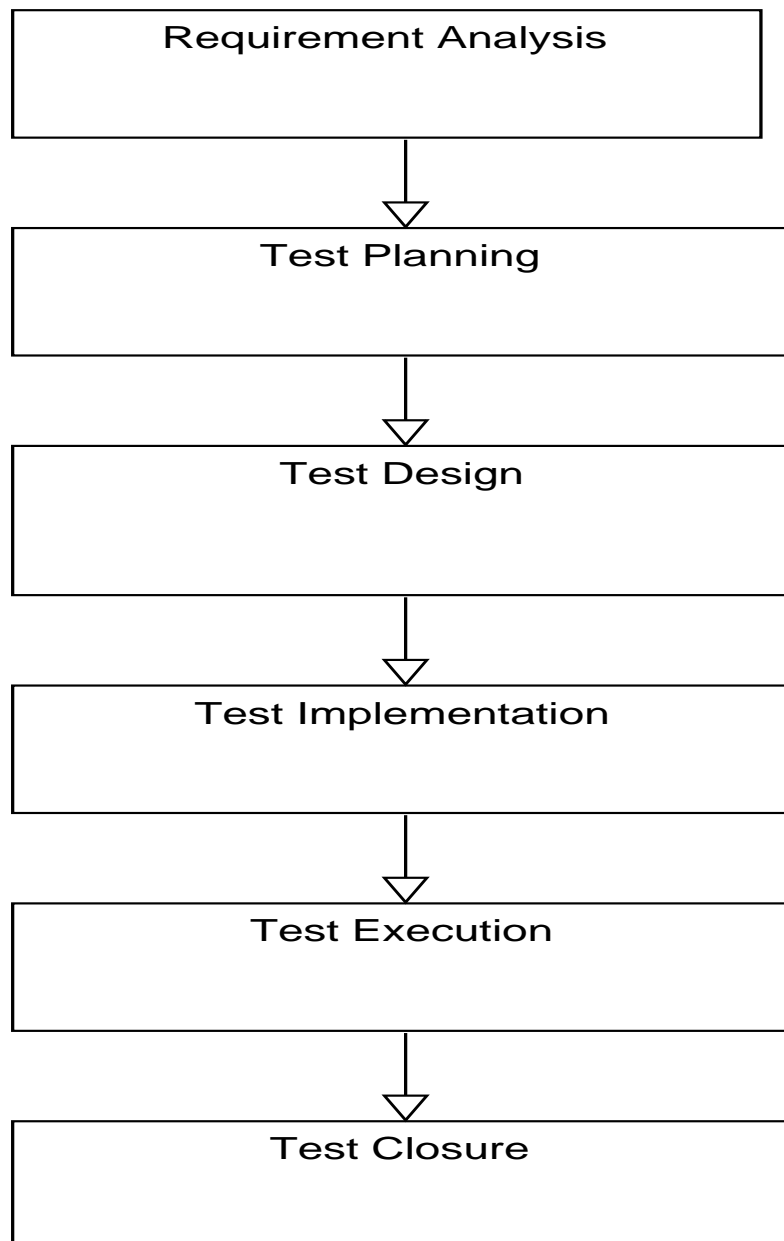 Requirement Analysis
Test Planning
Test Design
Test Implementation
Test Execution
Test Closure